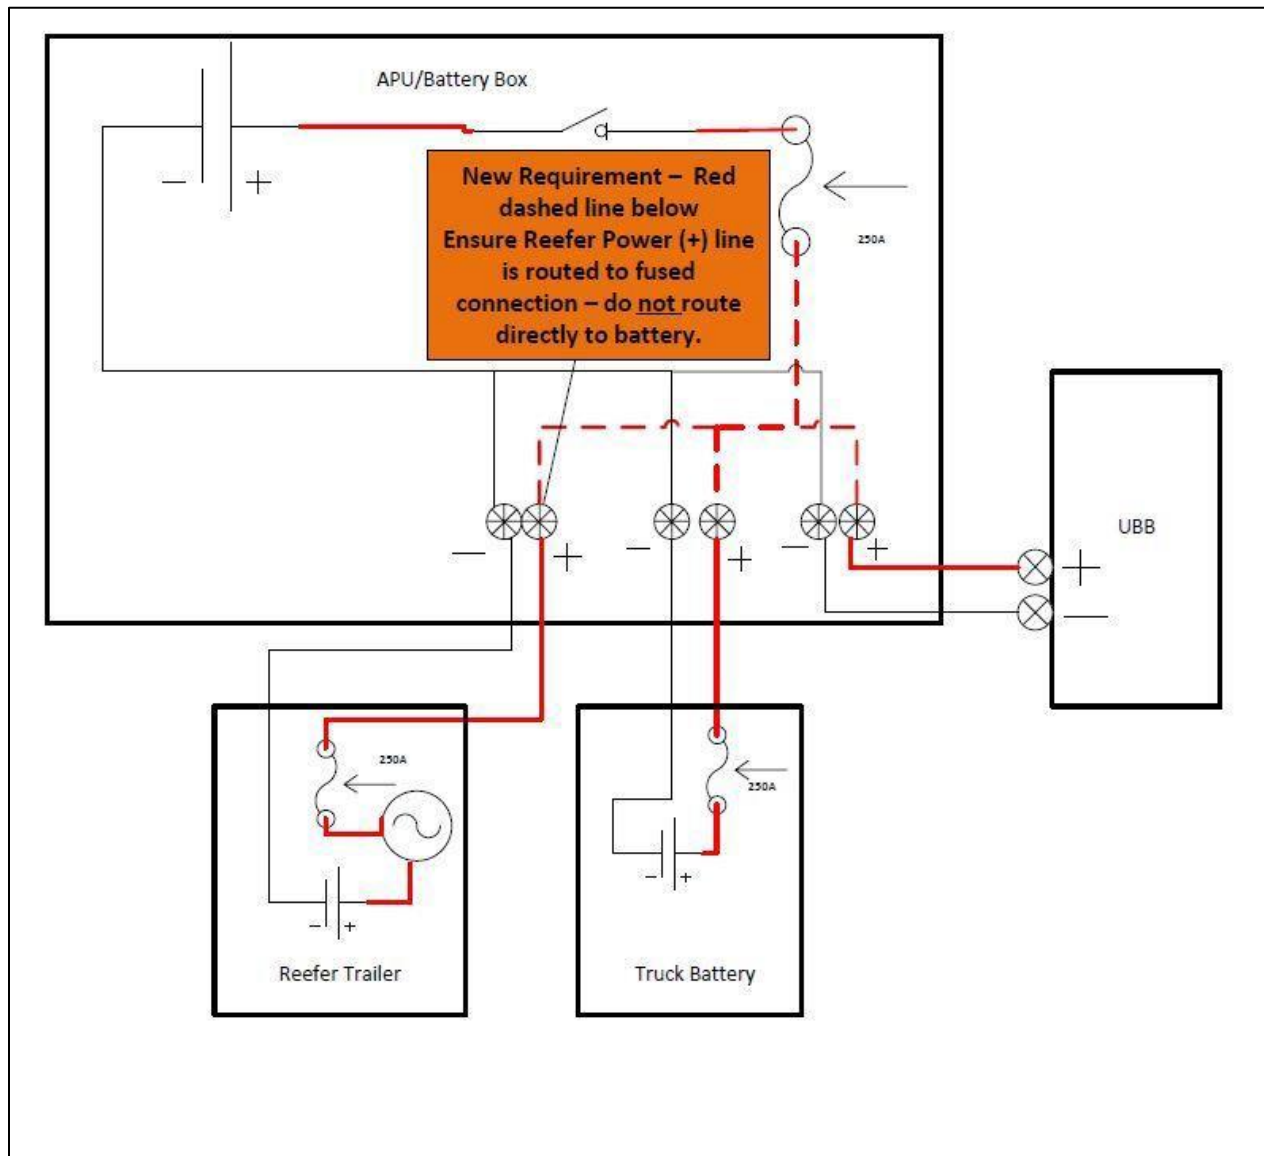 APU/Battery Box
New Requirement – Red
dashed line below
Ensure Reefer Power (+) line
is routed to fused
connection – do not route
directly to battery.
250A
— +
— + — + — +
UBB
+
—
250A
250A
— +
— +
Reefer Trailer
Truck Battery